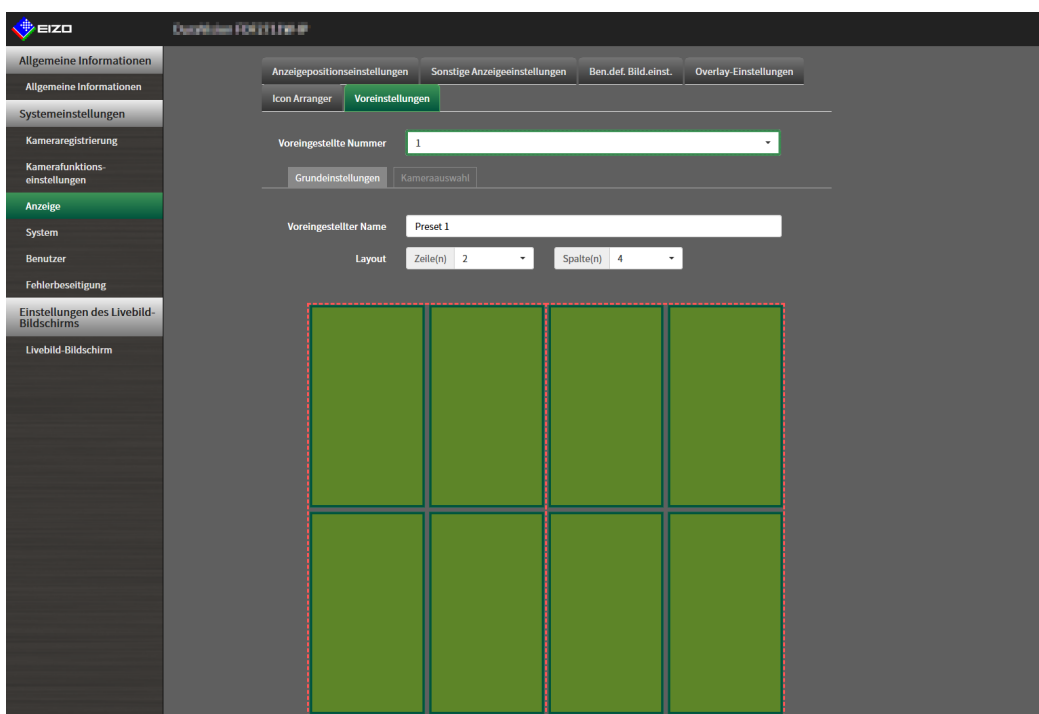 EIZO
Allgemeine Informationen
Allgemeine Informationen
Systemeinstellungen
Kameraregistrierung
Kamerafunktions-
einstellungen
Anzeige
System
Benutzer
Fehlerbeseitigung
Einstellungen des Livebild-
Bildschirms
Livebild-Bildschirm
Anzeigepositionseinstellungen Sonstige Anzeigeeinstellungen Ben.def. Bild.einst. Overlay-Einstellungen
Icon Arranger Voreinstellungen
Voreingestellte Nummer 1
Grundeinstellungen Kameraauswahl
Voreingestellter Name Preset 1
Layout Zeile(n) 2 Spalte(n) 4